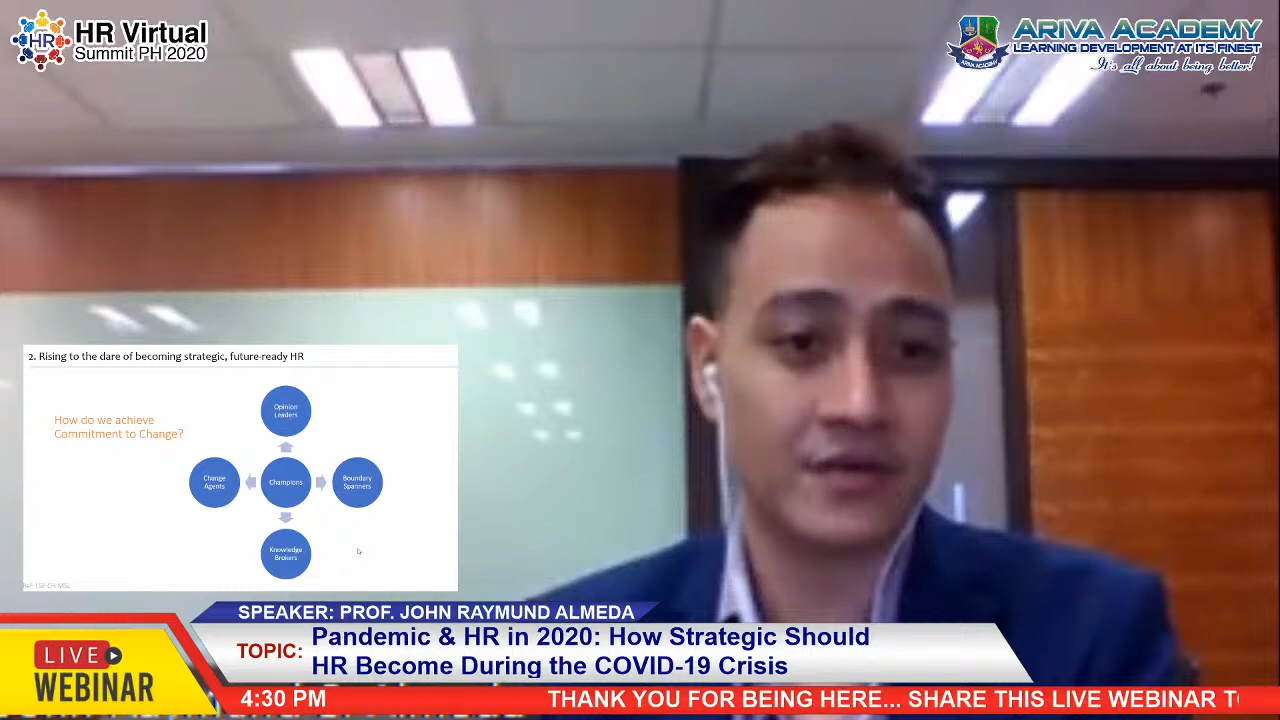 HR Virtual
Summit PH 2020
HR
ARIVA ACADEMY
LEARNING DEVELOPMENT AT ITS FINEST
It's all about being better!
ARIVA ACADEMY
2. Rising to the dare of becoming strategic, future-ready HR
How do we achieve
Commitment to Change?
Opinion
Leaders
Change
Agents
Champions
Boundary
Spanners
Knowledge
Brokers
SPEAKER: PROF. JOHN RAYMUND ALMEDA
TOPIC:
Pandemic & HR in 2020: How Strategic Should
HR Become During the COVID-19 Crisis
LIVE
WEBINAR
4:30 PM
THANK YOU FOR BEING HERE... SHARE THIS LIVE WEBINAR